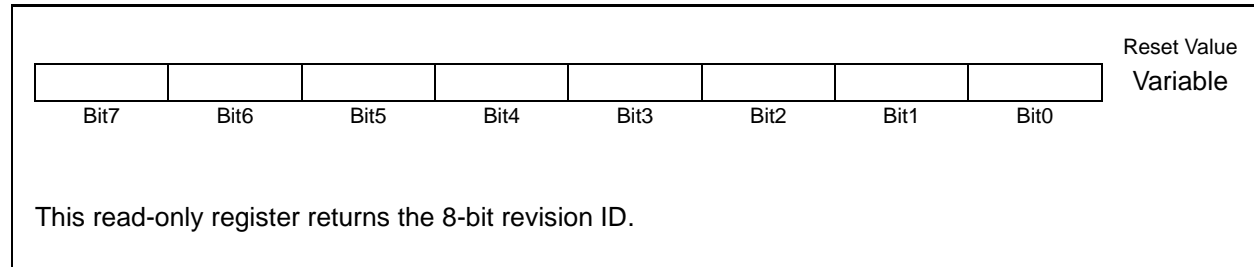 Reset Value
Variable
Bit7 Bit6 Bit5 Bit4 Bit3 Bit2 Bit1 Bit0
This read-only register returns the 8-bit revision ID.